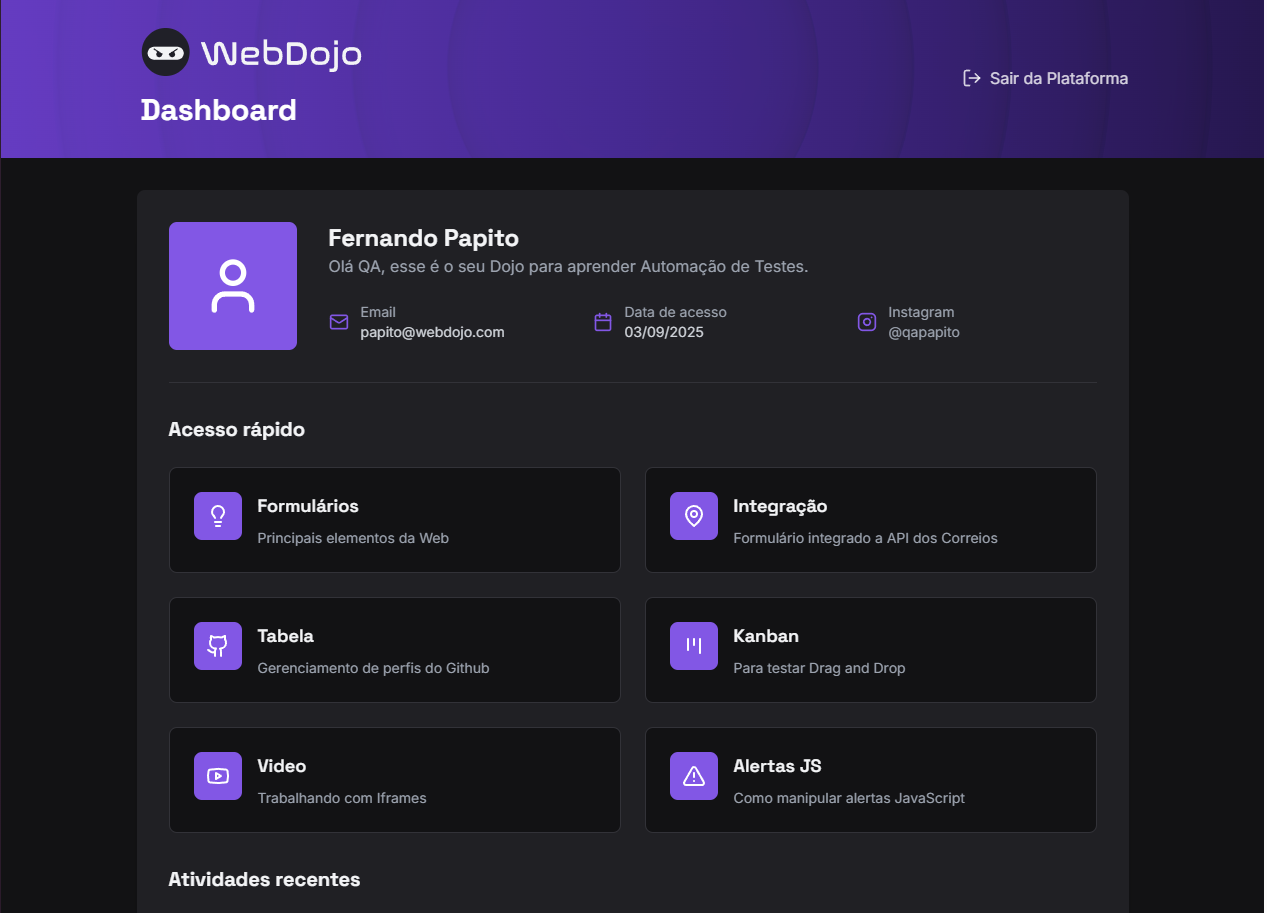 WebDojo
Dashboard
Sair da Plataforma
Fernando Papito
Olá QA, esse é o seu Dojo para aprender Automação de Testes.
Email
papito@webdojo.com
Data de acesso
03/09/2025
Instagram
@qapapito
Acesso rápido
Formulários
Principais elementos da Web
Integração
Formulário integrado a API dos Correios
Tabela
Gerenciamento de perfis do Github
Kanban
Para testar Drag and Drop
Video
Trabalhando com Iframes
Alertas JS
Como manipular alertas JavaScript
Atividades recentes